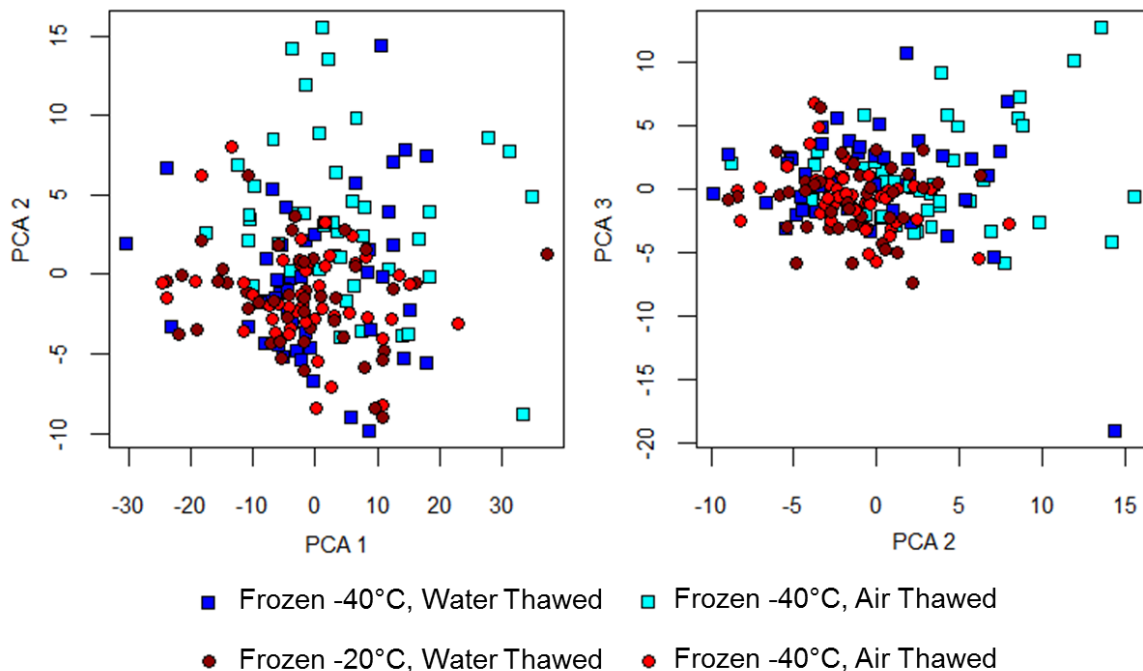 15
10
5
0
-5
-10
PCA 2
-30 -20 -10 0 10 20 30
PCA 1
10
5
0
-5
-10
-15
-20
PCA 3
-10 -5 0 5 10 15
PCA 2
Frozen -40°C, Water Thawed Frozen -40°C, Air Thawed
Frozen -20°C, Water Thawed Frozen -40°C, Air Thawed